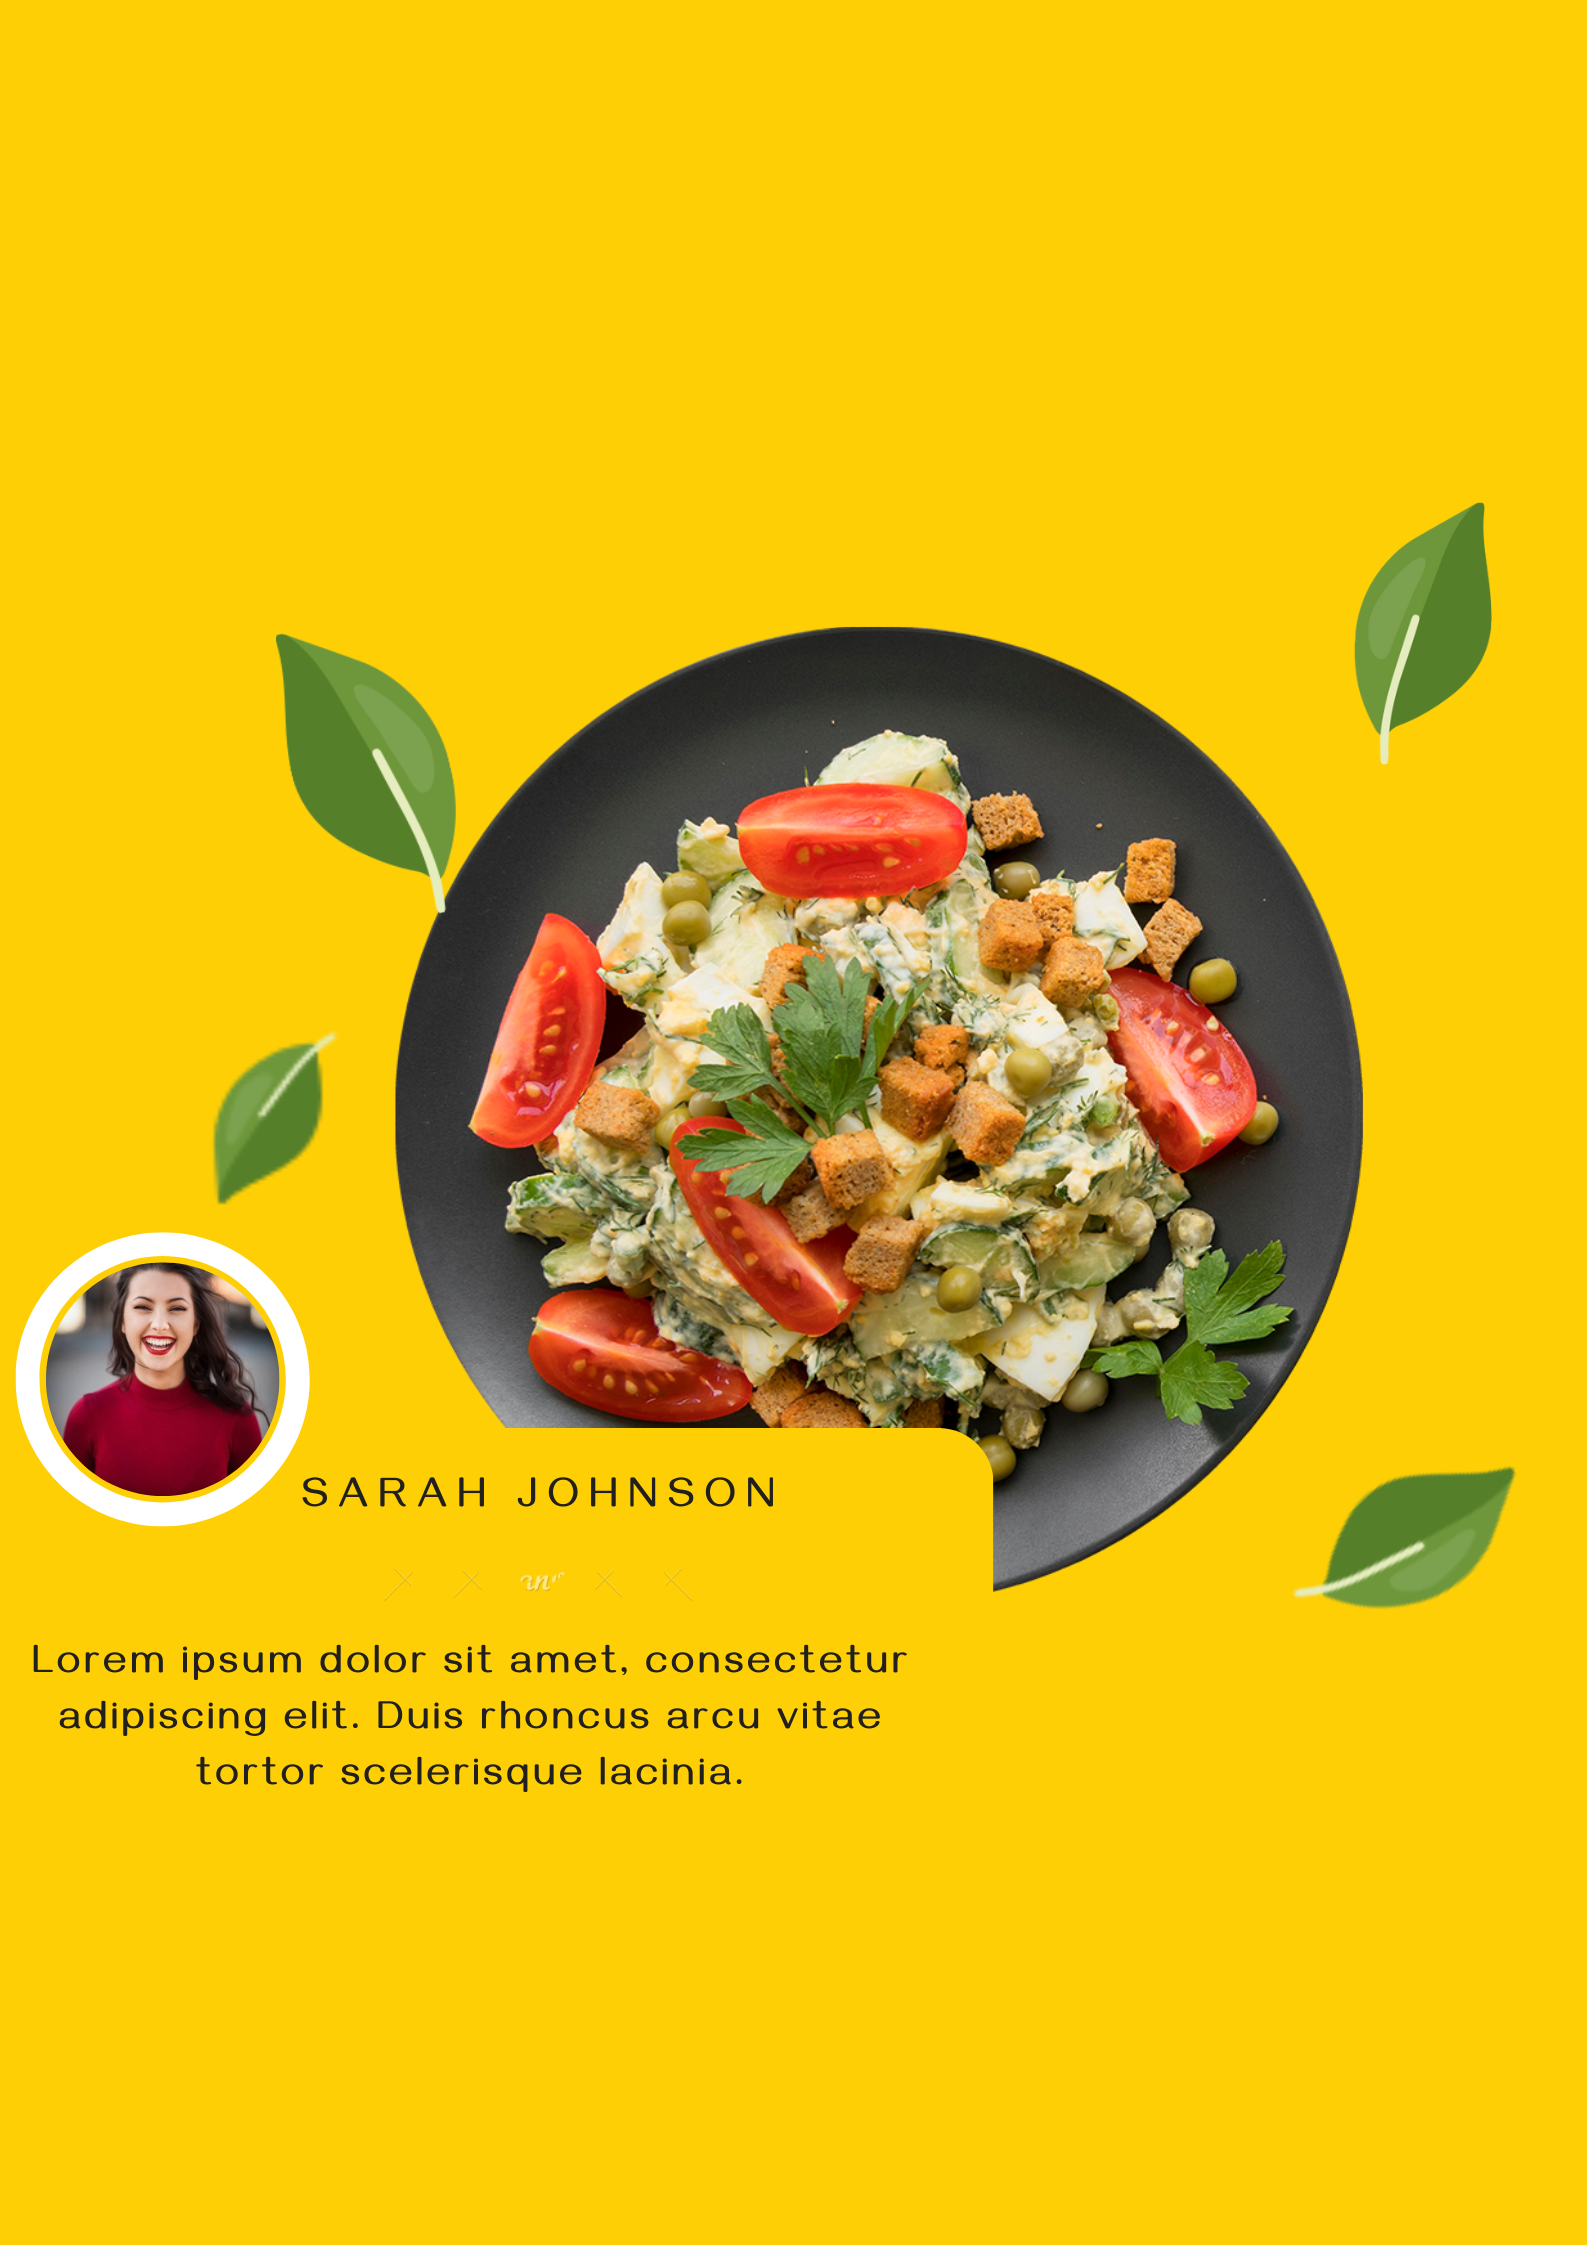 SARAH JOHNSON
Lorem ipsum dolor sit amet, consectetur
adipiscing elit. Duis rhoncus arcu vitae
tortor scelerisque lacinia.